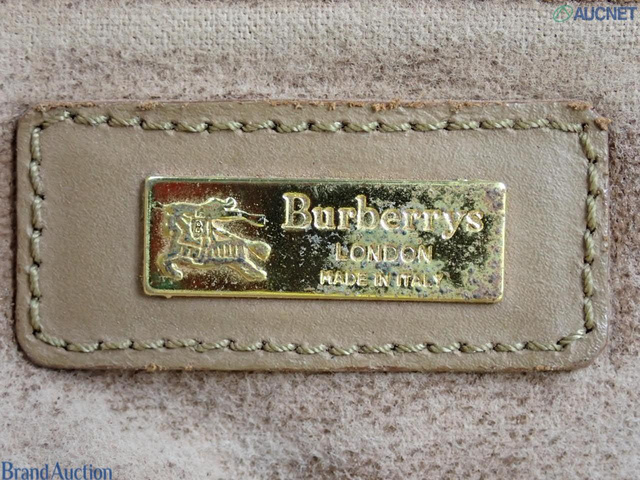 AUCNET
Burberrys
LONDON
MADE IN ITALY
Brand Auction